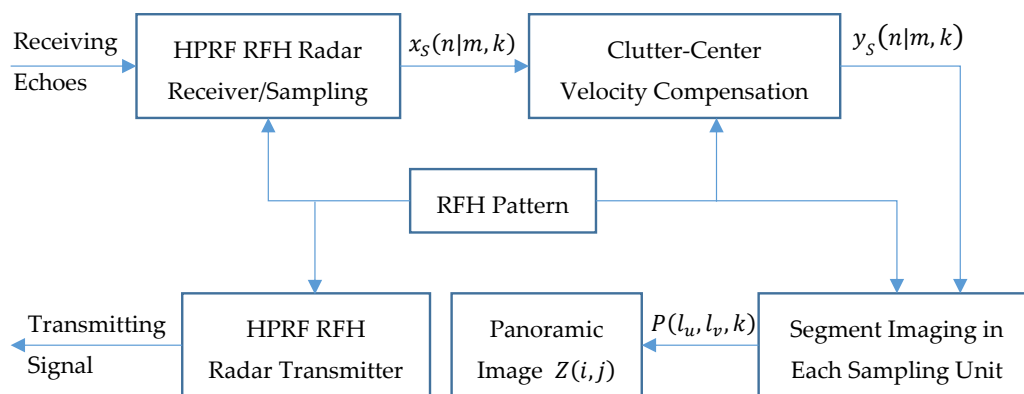 Receiving
Echoes
HPRF RFH Radar
Receiver/Sampling
x_S(n|m, k)
Clutter-Center
Velocity Compensation
y_S(n|m, k)
RFH Pattern
Transmitting
Signal
HPRF RFH
Radar Transmitter
Panoramic
Image Z(i, j)
P(l_u, l_v, k)
Segment Imaging in
Each Sampling Unit